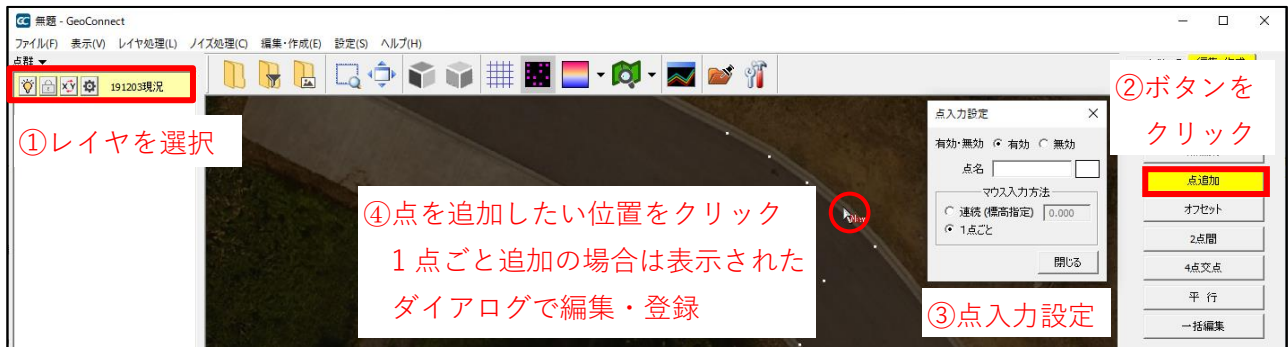 無題 - GeoConnect
ファイル(F) 表示(V) レイヤ処理(L) ノイズ処理(C) 編集・作成(E) 設定(S) ヘルプ(H)
点群
191203現況
①レイヤを選択
②ボタンを
クリック
点入力設定
有効・無効 有効 無効
点名
マウス入力方法
連続(標高指定) 0.000
1点ごと
閉じる
③点入力設定
④点を追加したい位置をクリック
1点ごと追加の場合は表示された
ダイアログで編集・登録
点追加
オフセット
2点間
4点交点
平 行
一括編集